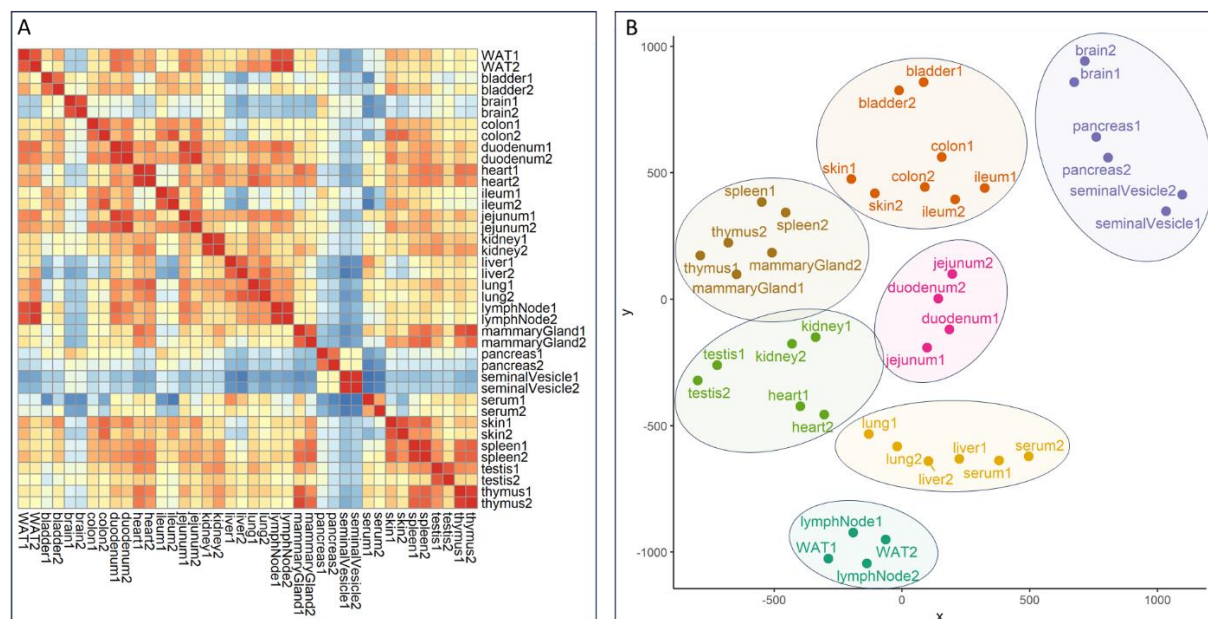 A
WAT1
WAT2
bladder1
bladder2
brain1
brain2
colon1
colon2
duodenum1
duodenum2
heart1
heart2
ileum1
ileum2
jejunum1
jejunum2
kidney1
kidney2
liver1
liver2
lung1
lung2
lymphNode1
lymphNode2
mammaryGland1
mammaryGland2
pancreas1
pancreas2
seminalVesicle1
seminalVesicle2
serum1
serum2
skin1
skin2
spleen1
spleen2
testis1
testis2
thymus1
thymus2
WAT1
WAT2
bladder1
bladder2
brain1
brain2
colon1
colon2
duodenum1
duodenum2
heart1
heart2
ileum1
ileum2
jejunum1
jejunum2
kidney1
kidney2
liver1
liver2
lung1
lung2
lymphNode1
lymphNode2
mammaryGland1
mammaryGland2
pancreas1
pancreas2
seminalVesicle1
seminalVesicle2
serum1
serum2
skin1
skin2
spleen1
spleen2
testis1
testis2
thymus1
thymus2
B
1000
500
0
-500
-1000
y
brain2
brain1
bladder1
bladder2
pancreas1
pancreas2
colon1
skin1
colon2
ileum1
skin2
ileum2
seminalVesicle2
seminalVesicle1
spleen1
spleen2
thymus2
thymus1
mammaryGland2
mammaryGland1
jejunum2
duodenum2
duodenum1
jejunum1
kidney1
kidney2
testis1
testis2
heart1
heart2
lung1
lung2
liver1
serum2
liver2
serum1
lymphNode1
WAT1
WAT2
lymphNode2
-500
0
500
1000
x